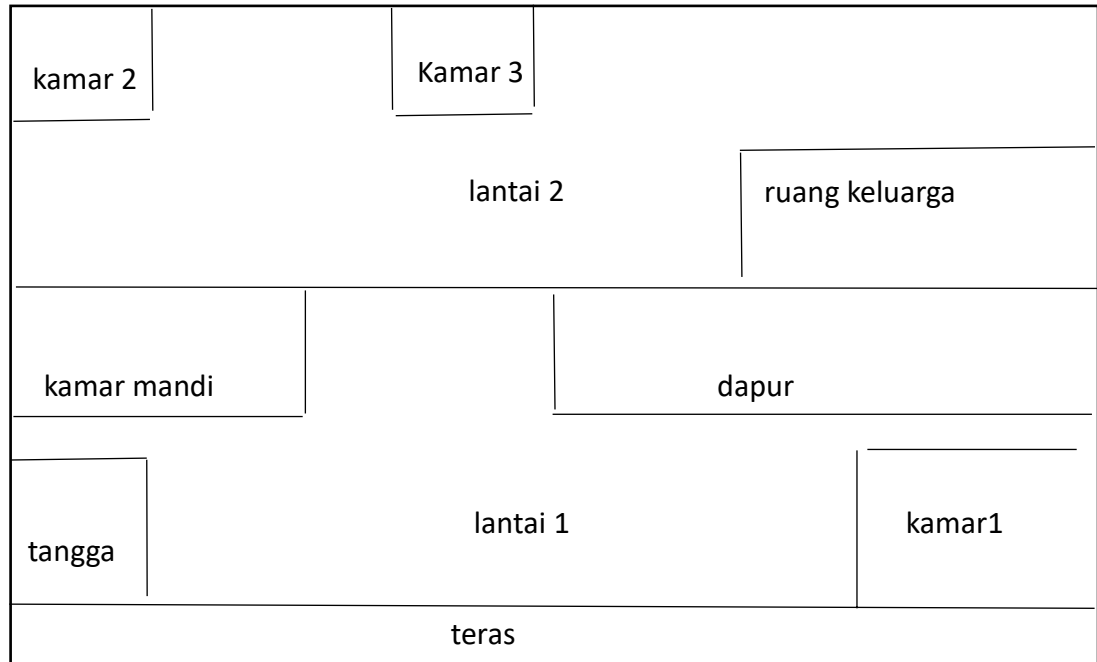 kamar 2
Kamar 3
lantai 2
ruang keluarga
kamar mandi
dapur
tangga
lantai 1
kamar1
teras